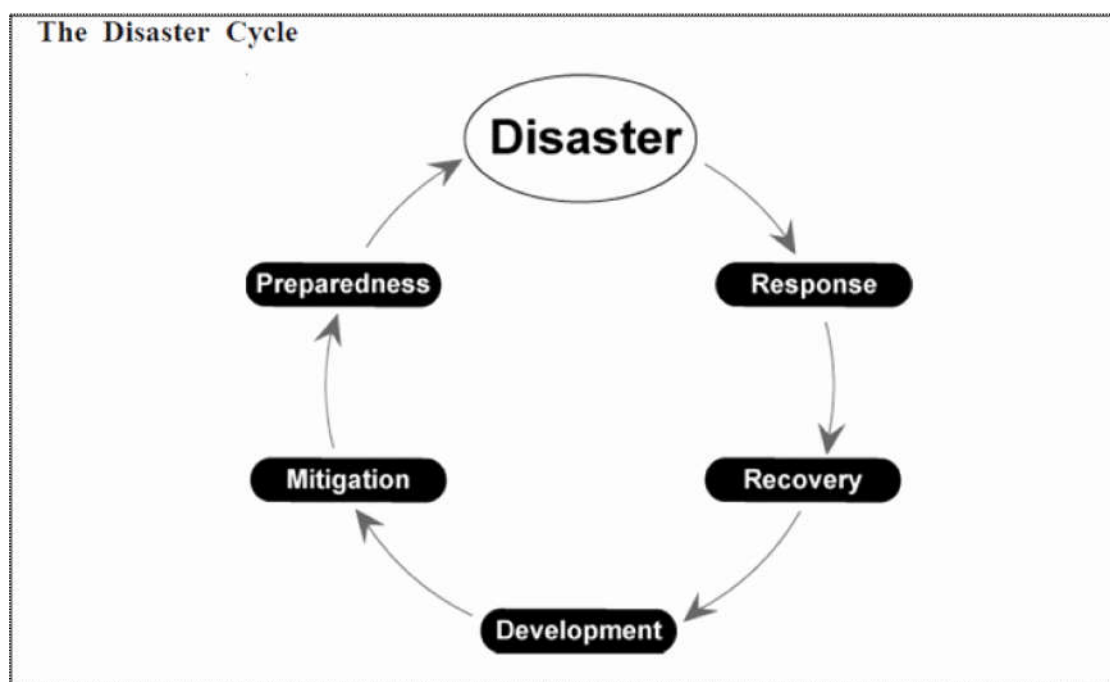 The Disaster Cycle
Disaster
Preparedness
Response
Mitigation
Recovery
Development